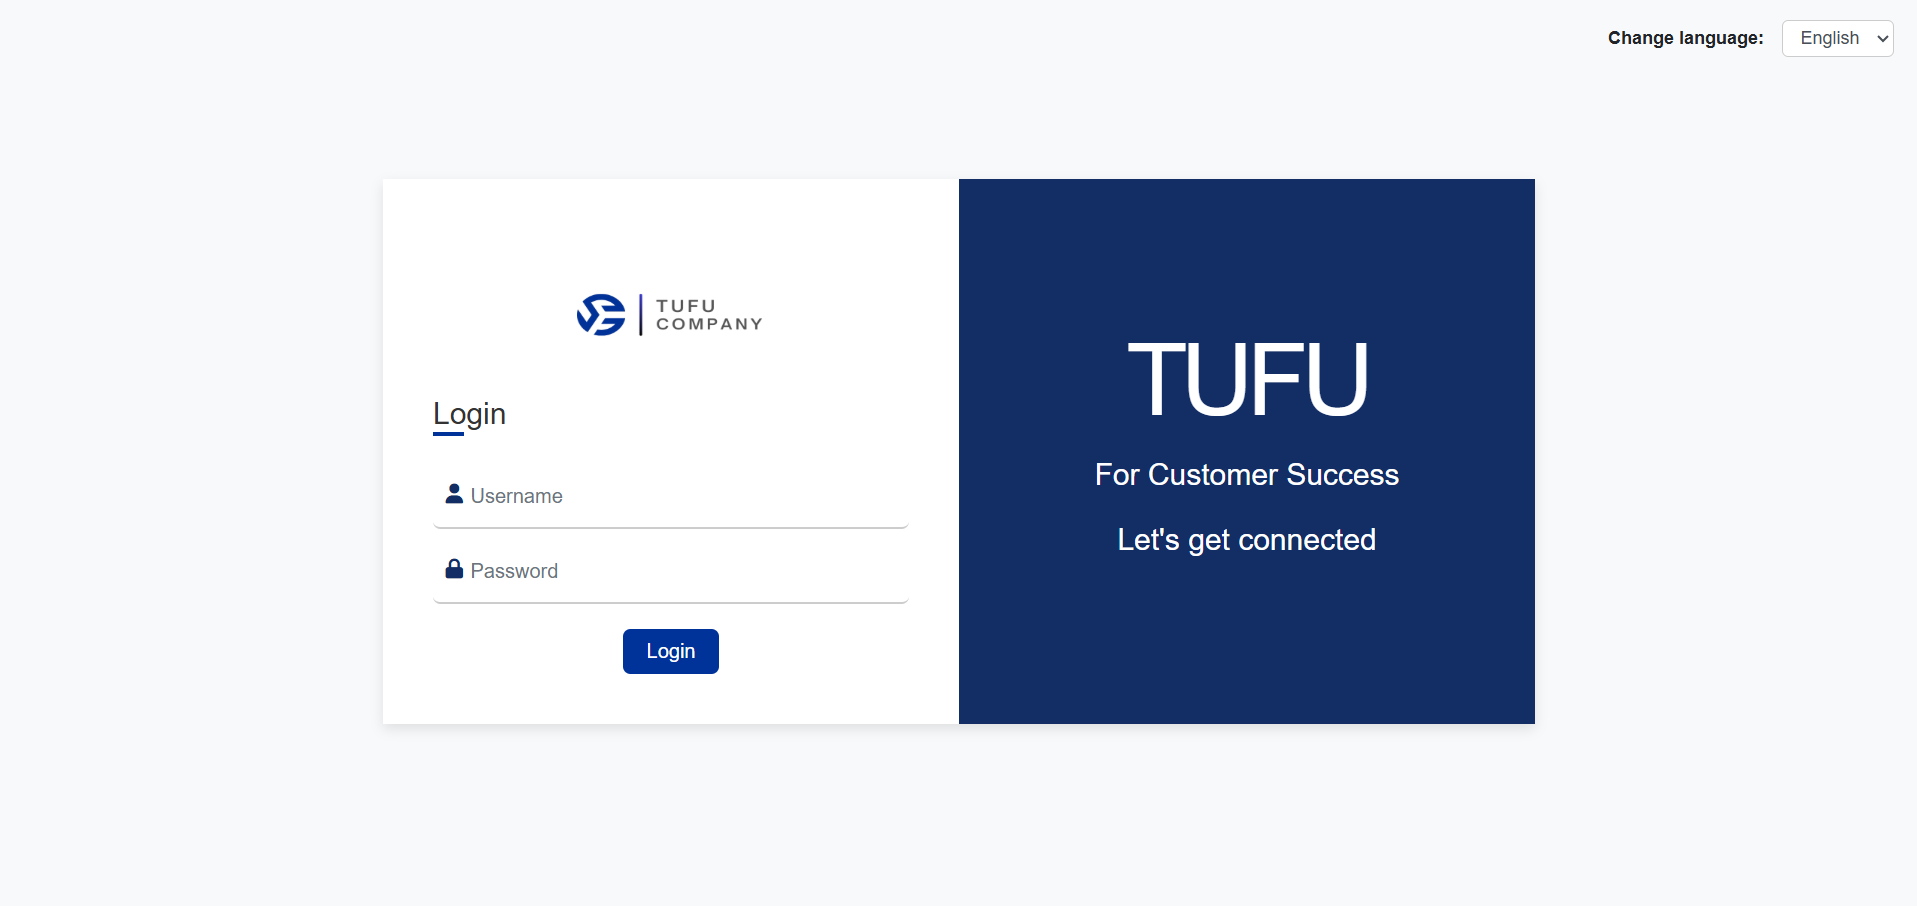 Change language:
English
TUFU
COMPANY
Login
Username
Password
Login
TUFU
For Customer Success
Let's get connected